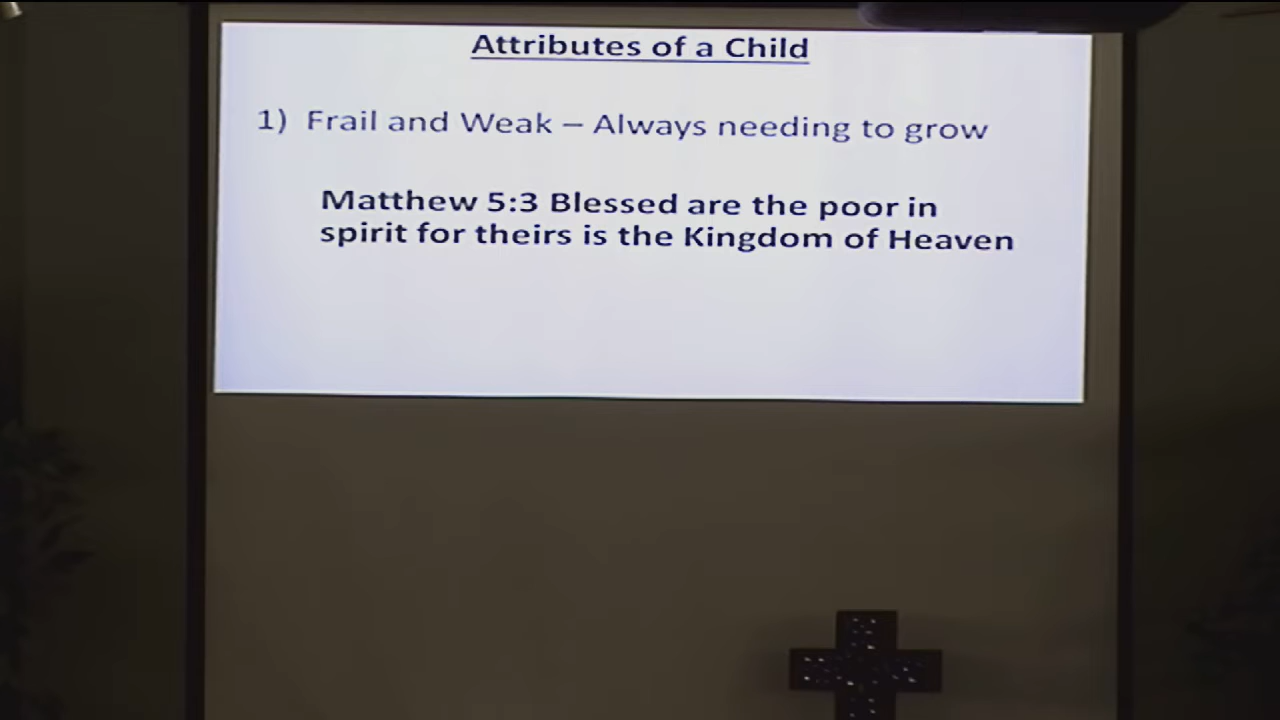 Attributes of a Child
1) Frail and Weak – Always needing to grow
Matthew 5:3 Blessed are the poor in
spirit for theirs is the Kingdom of Heaven